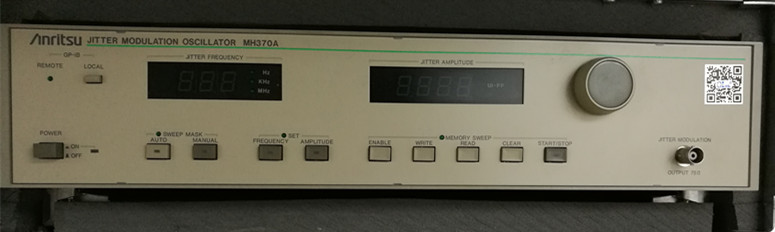 Anritsu JITTER MODULATION OSCILLATOR MH370A
GP-IB
REMOTE LOCAL
JITTER FREQUENCY
Hz
KHz
MHz
JITTER AMPLITUDE
UI-PP
POWER
ON
OFF
SWEEP MASK
AUTO MANUAL
SET
FREQUENCY AMPLITUDE
MEMORY SWEEP
ENABLE WRITE READ CLEAR START/STOP
JITTER MODULATION
OUTPUT